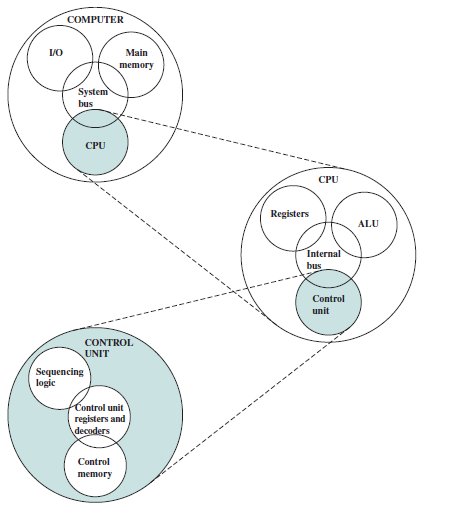 COMPUTER
I/O
Main
memory
System
bus
CPU
CPU
Registers
ALU
Internal
bus
Control
unit
CONTROL
UNIT
Sequencing
logic
Control unit
registers and
decoders
Control
memory